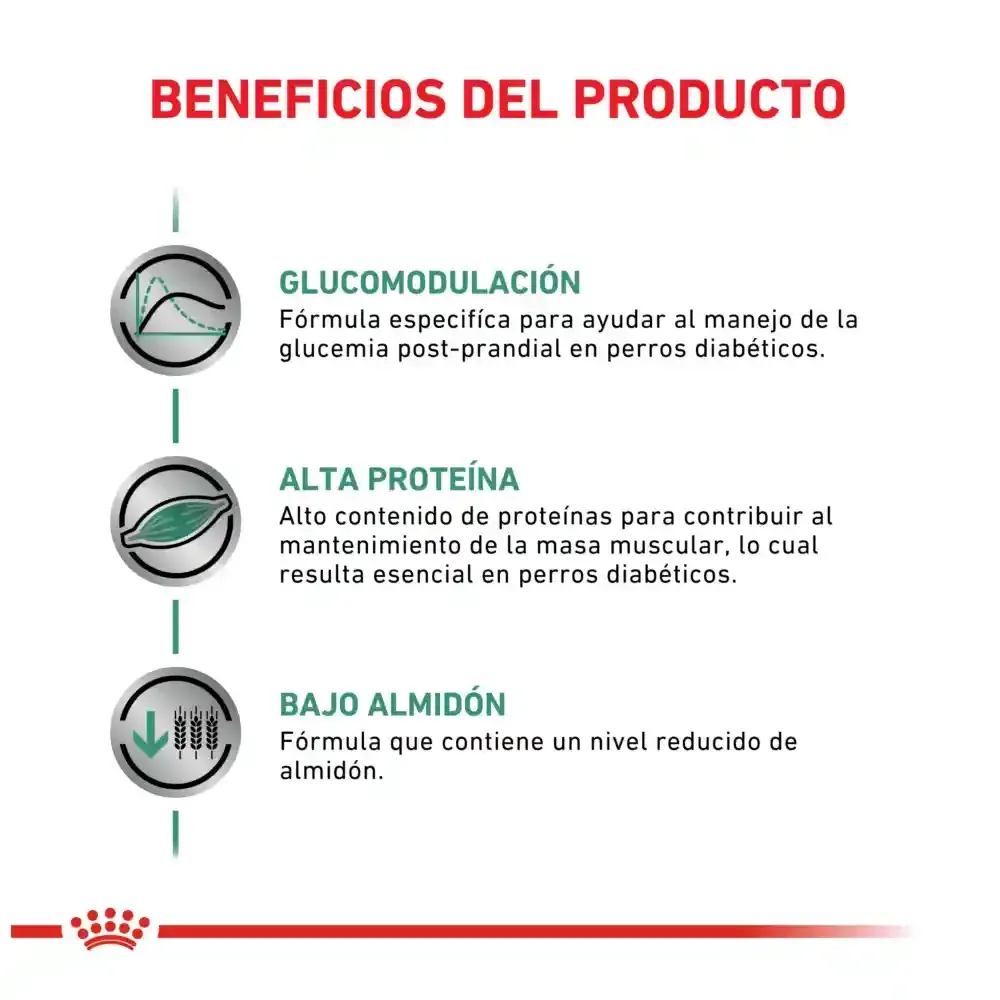 BENEFICIOS DEL PRODUCTO
GLUCOMODULACIÓN
Fórmula especifíca para ayudar al manejo de la
glucemia post-prandial en perros diabéticos.
ALTA PROTEÍNA
Alto contenido de proteínas para contribuir al
mantenimiento de la masa muscular, lo cual
resulta esencial en perros diabéticos.
BAJO ALMIDÓN
Fórmula que contiene un nivel reducido de
almidón.